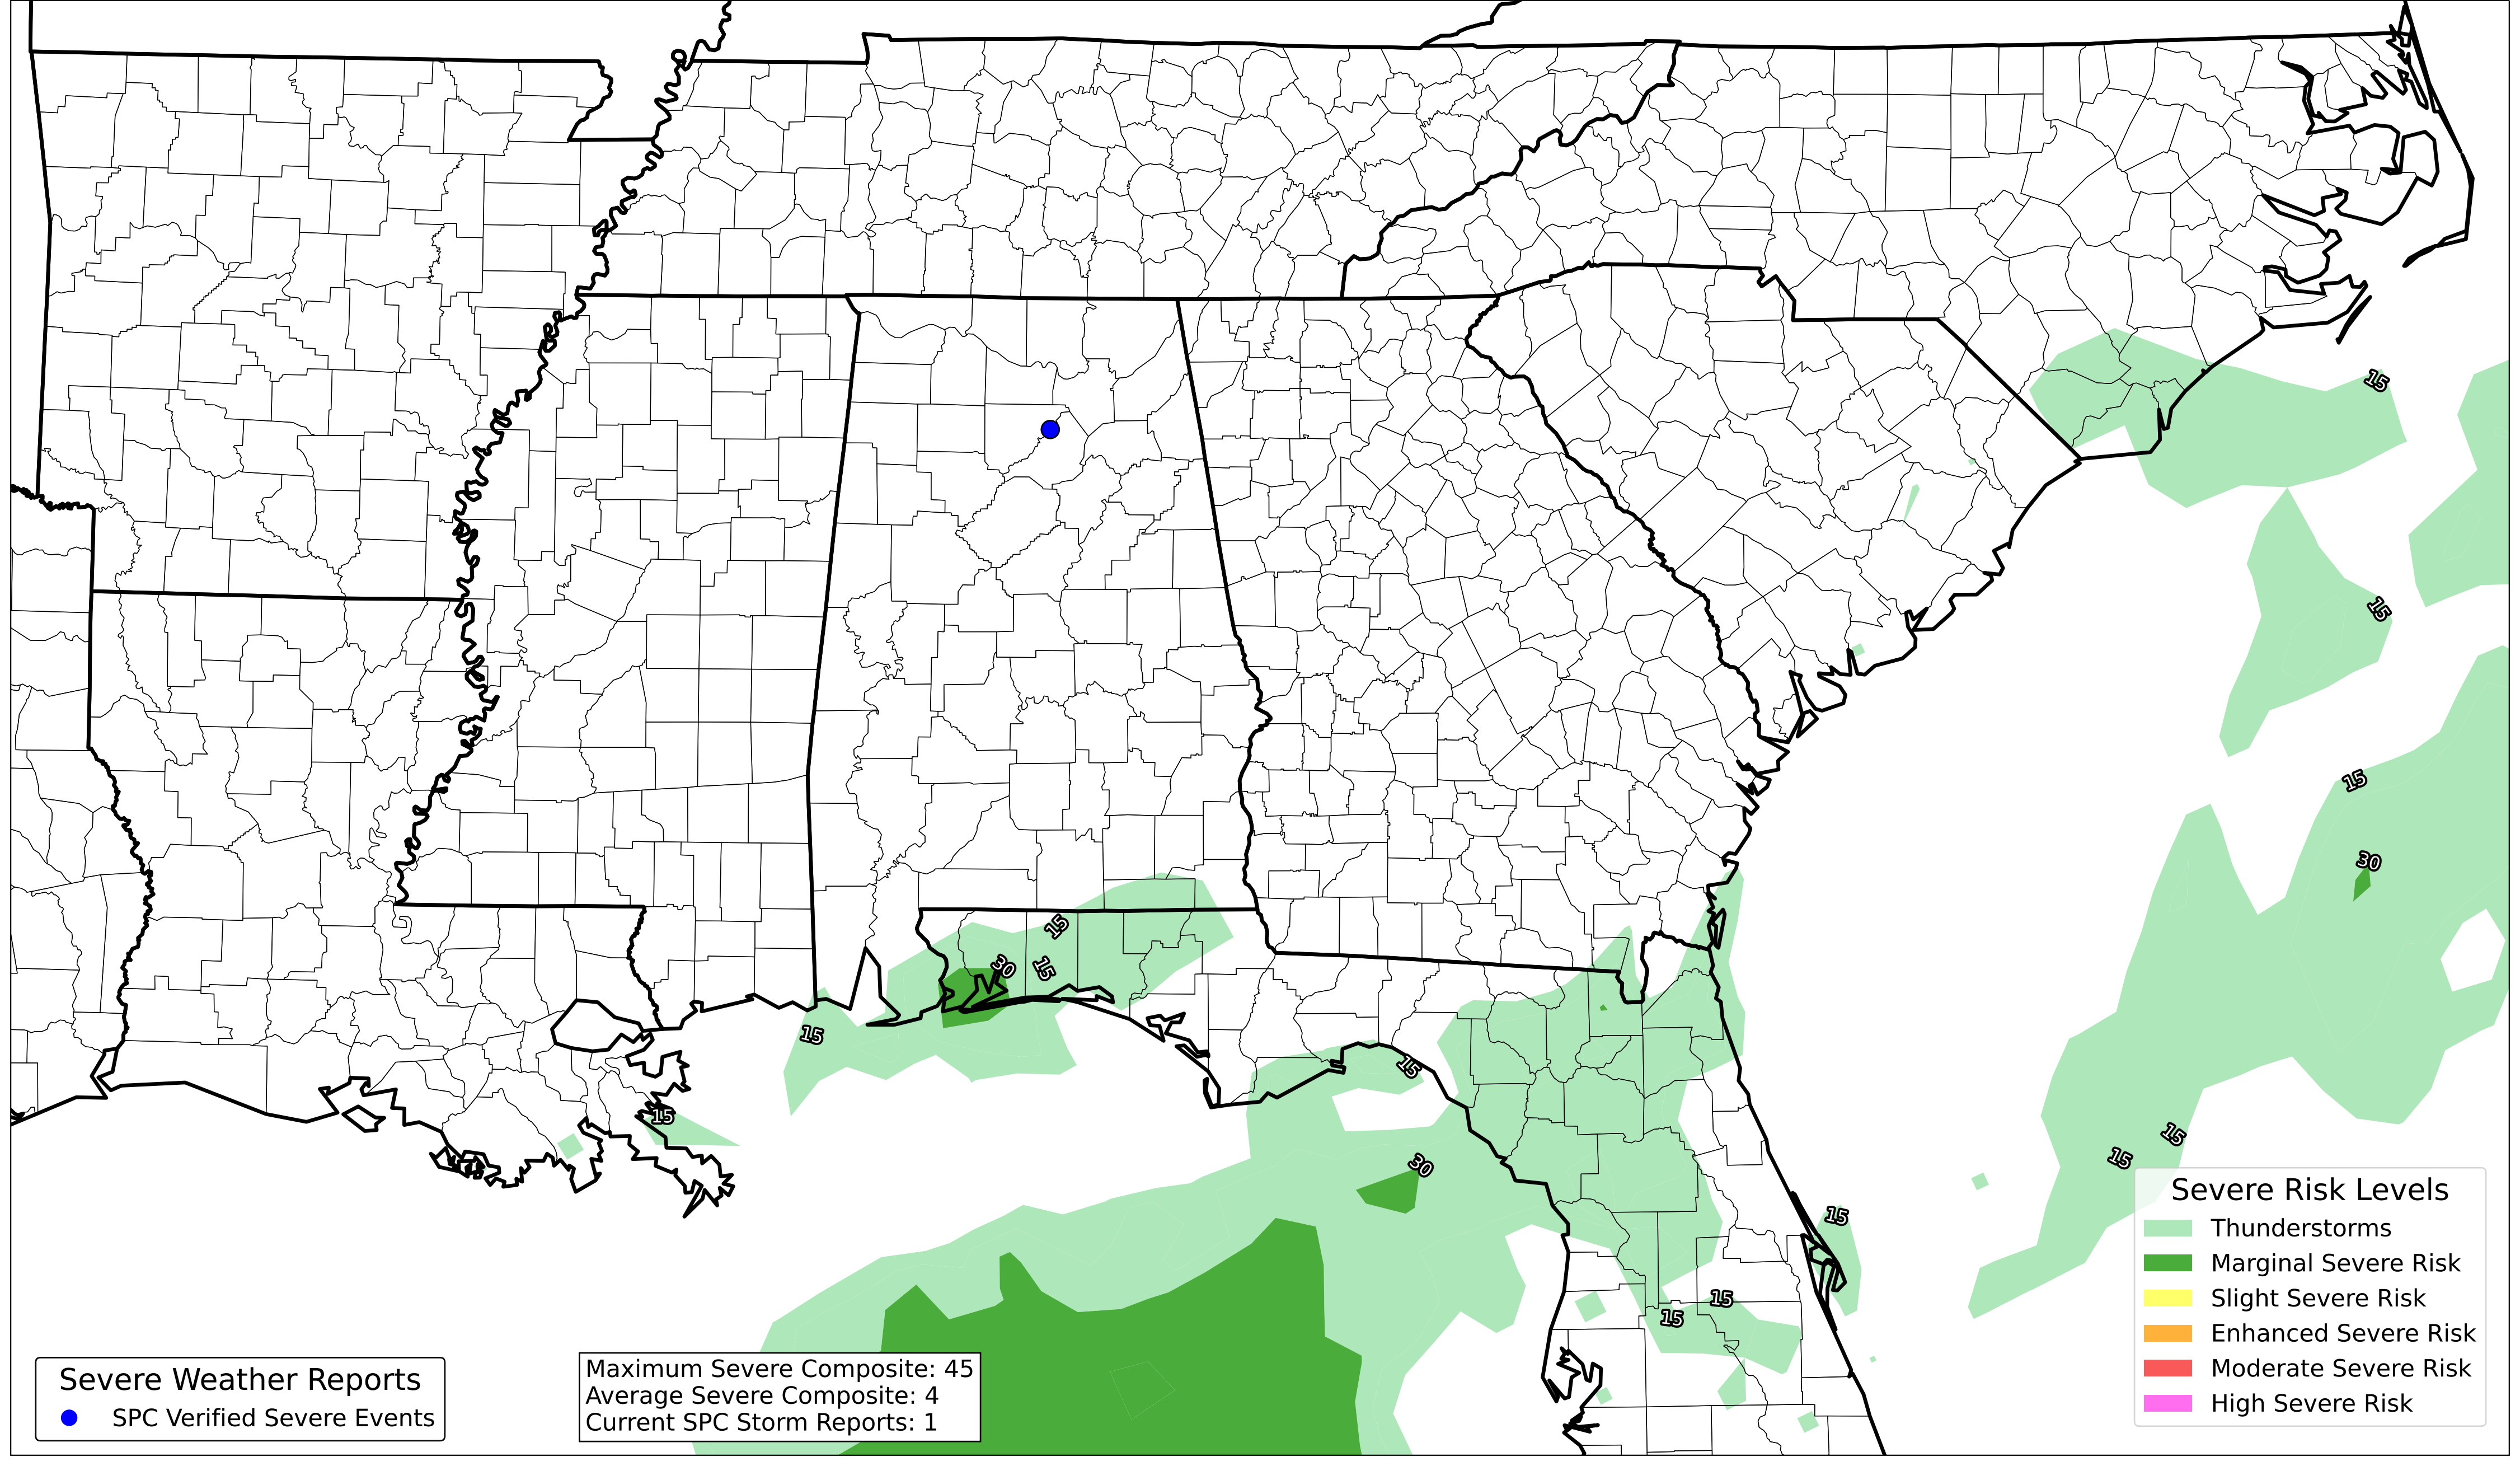 15
15
15
30
15
30
15
15
15
30
15
15
15
15
15
15
Severe Weather Reports
SPC Verified Severe Events
Maximum Severe Composite: 45
Average Severe Composite: 4
Current SPC Storm Reports: 1
Severe Risk Levels
Thunderstorms
Marginal Severe Risk
Slight Severe Risk
Enhanced Severe Risk
Moderate Severe Risk
High Severe Risk